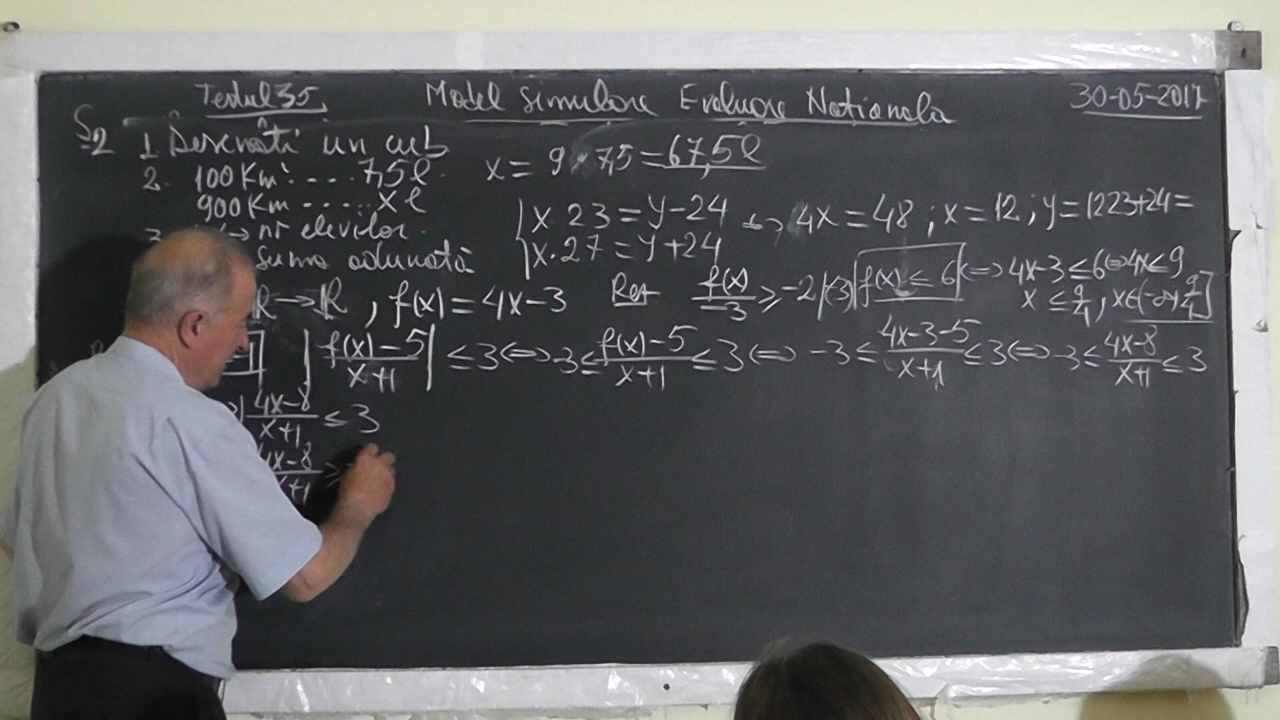 Testul 35 Model Simulare Evaluare Nationala 30-05-2017
S2 1. Desenati un cub
2. 100 Km .... 7,5 l x = 9 · 7,5 = 67,5 l
900 Km ..... x l
3. → nr elevilor x·23 = y-24 => 4x = 48 ; x = 12 ; y = 12·23+24 =
Suma adunată x·27 = y+24
R → R , f(x) = 4x-3 Rez f(x)/-3 ≥ -2 |(-3) f(x) ≤ 6 <=> 4x-3 ≤ 6 <=> 4x ≤ 9
x ≤ 9/4 , x∈(-∞; 9/4]
|f(x)-5/x+1| ≤ 3 <=> -3 ≤ f(x)-5/x+1 ≤ 3 <=> -3 ≤ 4x-3-5/x+1 ≤ 3 <=> -3 ≤ 4x-8/x+1 ≤ 3
4x-8/x+1 ≤ 3
4x-8/x+1 ≥